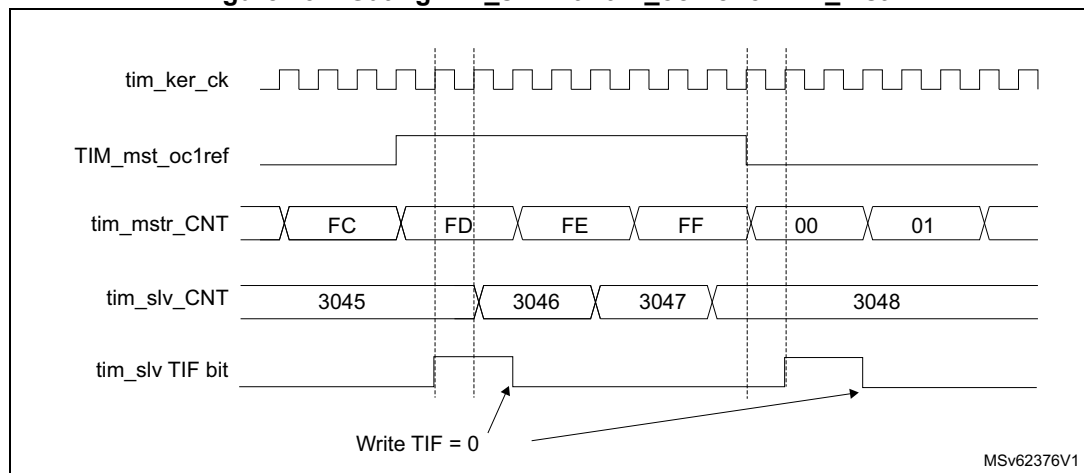 tim_ker_ck
TIM_mst_oc1ref
tim_mstr_CNT FC FD FE FF 00 01
tim_slv_CNT 3045 3046 3047 3048
tim_slv TIF bit
Write TIF = 0
MSv62376V1